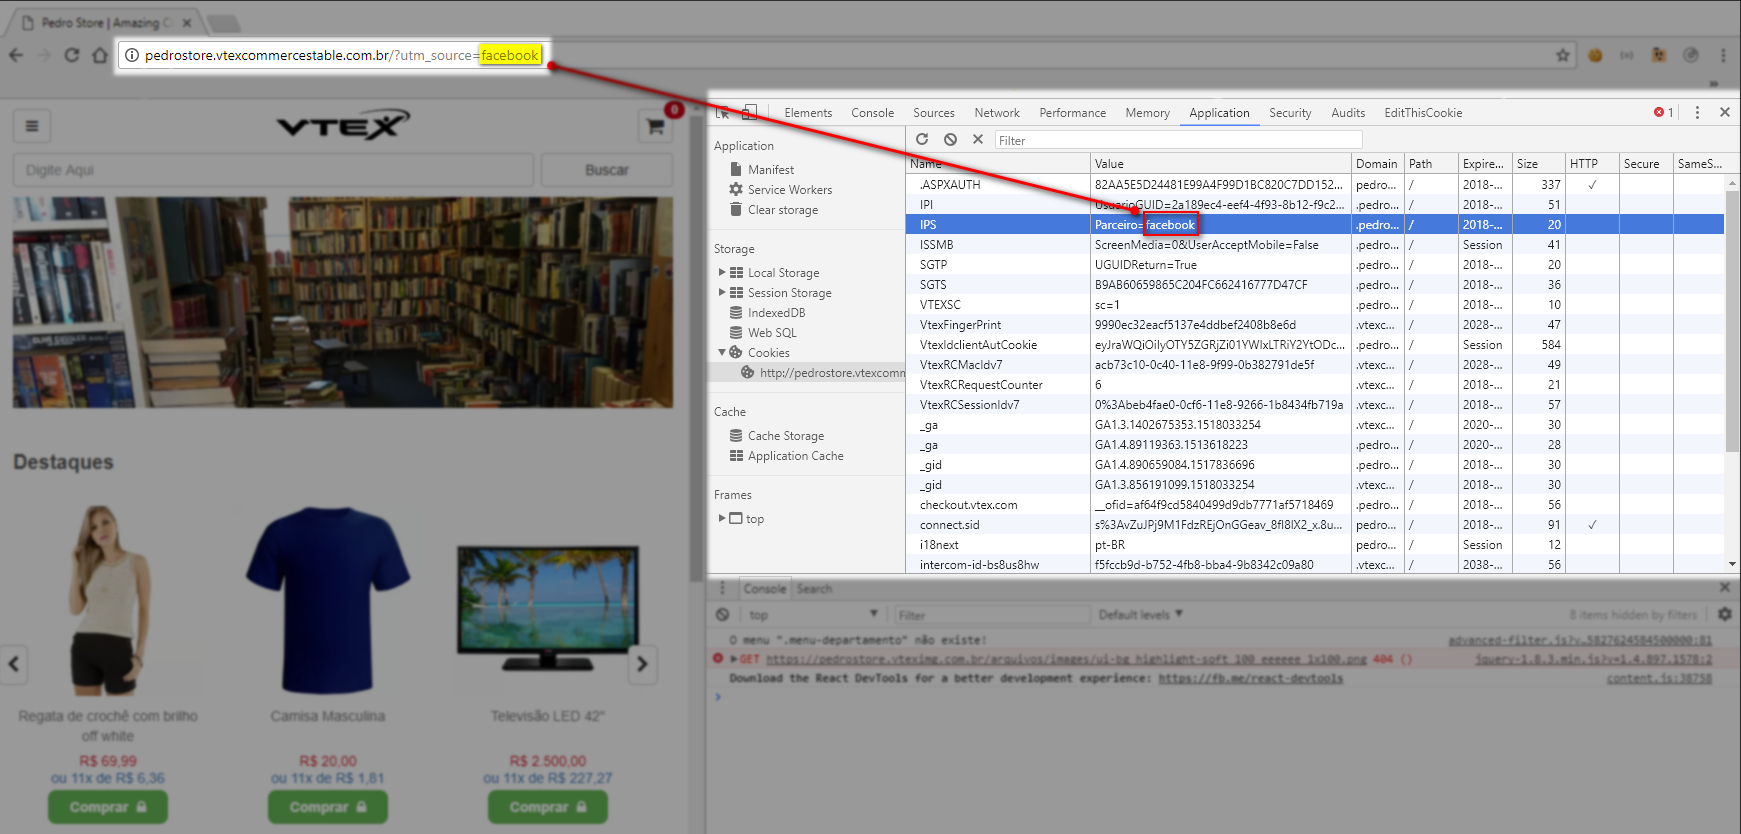 Pedro Store | Amazing C
pedrostore.vtexcommercestable.com.br/?utm_source=facebook
VTEX
0
Digite Aqui
Buscar
Destaques
Regata de crochê com brilho
off white
R$ 69,99
ou 11x de R$ 6,36
Comprar
Camisa Masculina
R$ 20,00
ou 11x de R$ 1,81
Comprar
Televisão LED 42"
R$ 2.500,00
ou 11x de R$ 227,27
Comprar
Elements Console Sources Network Performance Memory Application Security Audits EditThisCookie 1
Application
Manifest
Service Workers
Clear storage
Storage
Local Storage
Session Storage
IndexedDB
Web SQL
Cookies
http://pedrostore.vtexcomm
Cache
Cache Storage
Application Cache
Frames
top
Filter
Name Value Domain Path Expire... Size HTTP Secure SameS...
.ASPXAUTH 82AA5E5D24481E99A4F99D1BC820C7DD152... pedro... / 2018-... 337 ✓
IPI UsuarioGUID=2a189ec4-eef4-4f93-8b12-f9c2... .pedro... / 2018-... 51
IPS Parceiro=facebook .pedro... / 2018-... 20
ISSMB ScreenMedia=0&UserAcceptMobile=False .pedro... / Session 41
SGTP UGUIDReturn=True .pedro... / 2018-... 20
SGTS B9AB60659865C204FC662416777D47CF .pedro... / 2018-... 36
VTEXSC sc=1 .pedro... / 2018-... 10
VtexFingerPrint 9990ec32eacf5137e4ddbef2408b8e6d .vtexc... / 2028-... 47
VtexIdclientAutCookie eyJraWQiOiIyOTY5ZGRjZi01YWIxLTRiY2YtODc... .pedro... / Session 584
VtexRCMacIdv7 acb73c10-0c40-11e8-9f99-0b382791de5f .vtexc... / 2028-... 49
VtexRCRequestCounter 6 .vtexc... / 2018-... 21
VtexRCSessionIdv7 0%3Abeb4fae0-0cf6-11e8-9266-1b8434fb719a .vtexc... / 2018-... 57
_ga GA1.3.1402675353.1518033254 .vtexc... / 2020-... 30
_ga GA1.4.89119363.1513618223 .pedro... / 2020-... 28
_gid GA1.4.890659084.1517836696 .pedro... / 2018-... 30
_gid GA1.3.856191099.1518033254 .vtexc... / 2018-... 30
checkout.vtex.com __ofid=af64f9cd5840499d9db7771af5718469 .pedro... / 2018-... 56
connect.sid s%3AvZuJPj9M1FdzREjOnGGeav_8fI8IX2_x.8u... pedro... / 2018-... 91 ✓
i18next pt-BR pedro... / Session 12
intercom-id-bs8us8hw f5fccb9d-b752-4fb8-bba4-9b8342c09a80 .vtexc... / 2038-... 56
Console Search
top Filter Default levels 8 items hidden by filters
O menu ".menu-departamento" não existe! advanced-filter.js?v…5827624584500000:81
GET https://pedrostore.vteximg.com.br/arquivos/images/ui-bg_highlight-soft_100_eeeeee_1x100.png 404 () jquery-1.8.3.min.js?v=1.4.897.1578:2
Download the React DevTools for a better development experience: https://fb.me/react-devtools content.js:38758